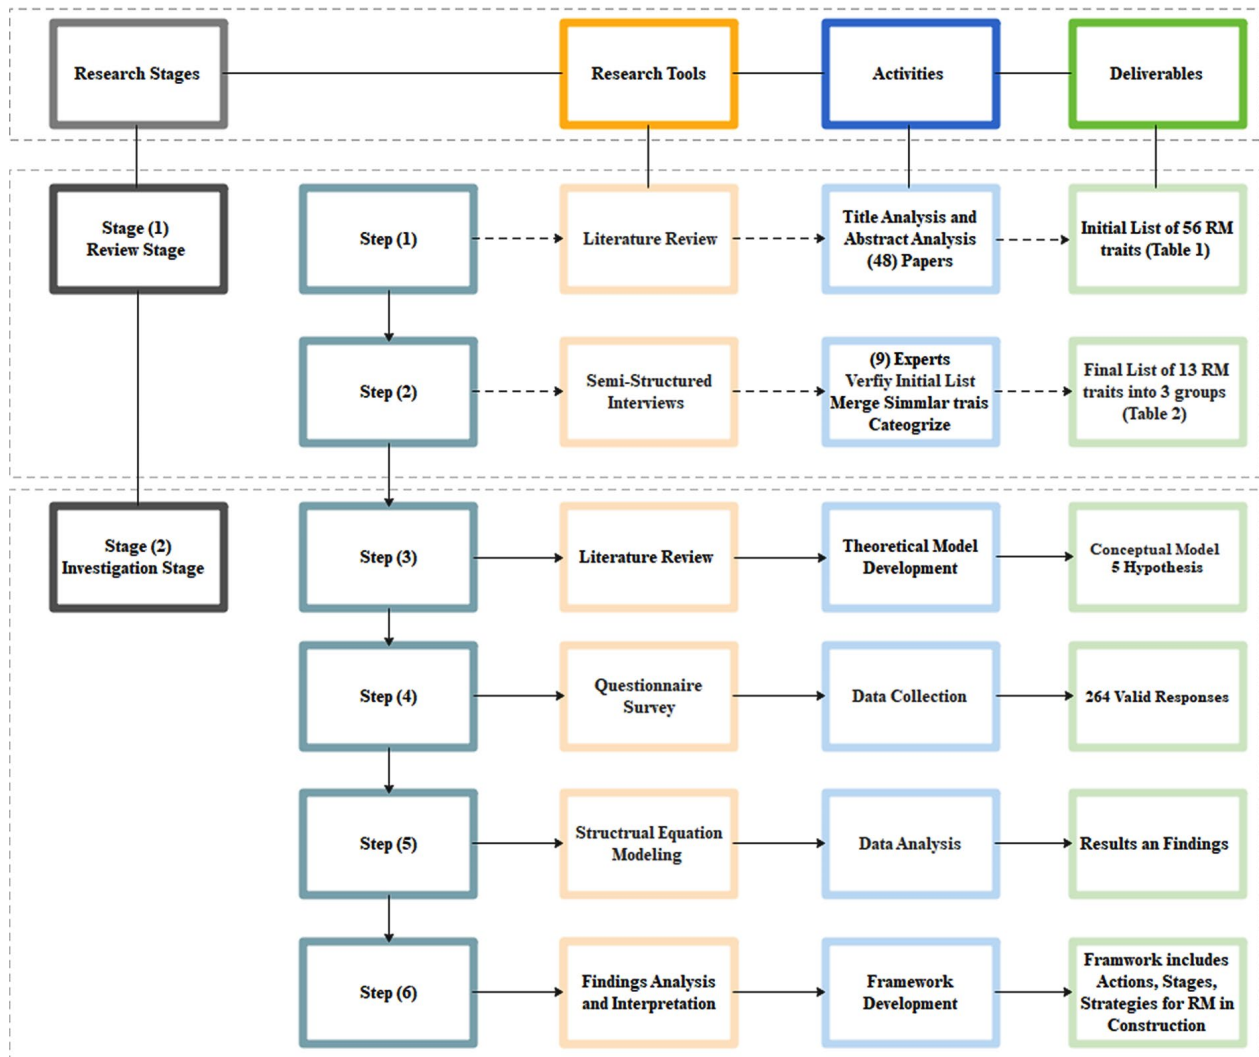 Research Stages
Research Tools
Activities
Deliverables
Stage (1)
Review Stage
Step (1)
Literature Review
Title Analysis and
Abstract Analysis
(48) Papers
Initial List of 56 RM
traits (Table 1)
Step (2)
Semi-Structured
Interviews
(9) Experts
Verfiy Initial List
Merge Simmlar trais
Cateogrize
Final List of 13 RM
traits into 3 groups
(Table 2)
Stage (2)
Investigation Stage
Step (3)
Literature Review
Theoretical Model
Development
Conceptual Model
5 Hypothesis
Step (4)
Questionnaire
Survey
Data Collection
264 Valid Responses
Step (5)
Structrual Equation
Modeling
Data Analysis
Results an Findings
Step (6)
Findings Analysis
and Interpretation
Framework
Development
Framwork includes
Actions, Stages,
Strategies for RM in
Construction